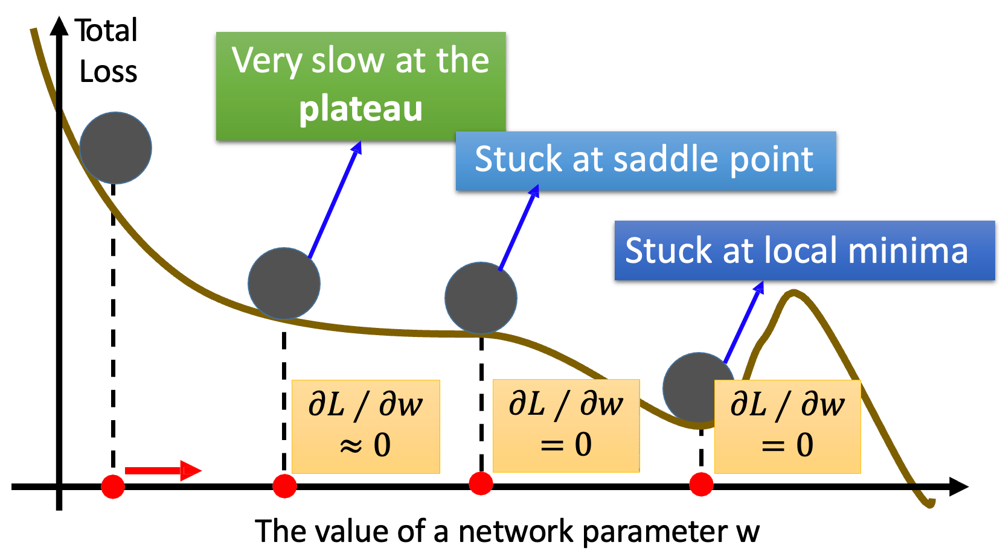 Total
Loss
Very slow at the
plateau
Stuck at saddle point
Stuck at local minima
∂L / ∂w
≈ 0
∂L / ∂w
= 0
∂L / ∂w
= 0
The value of a network parameter w